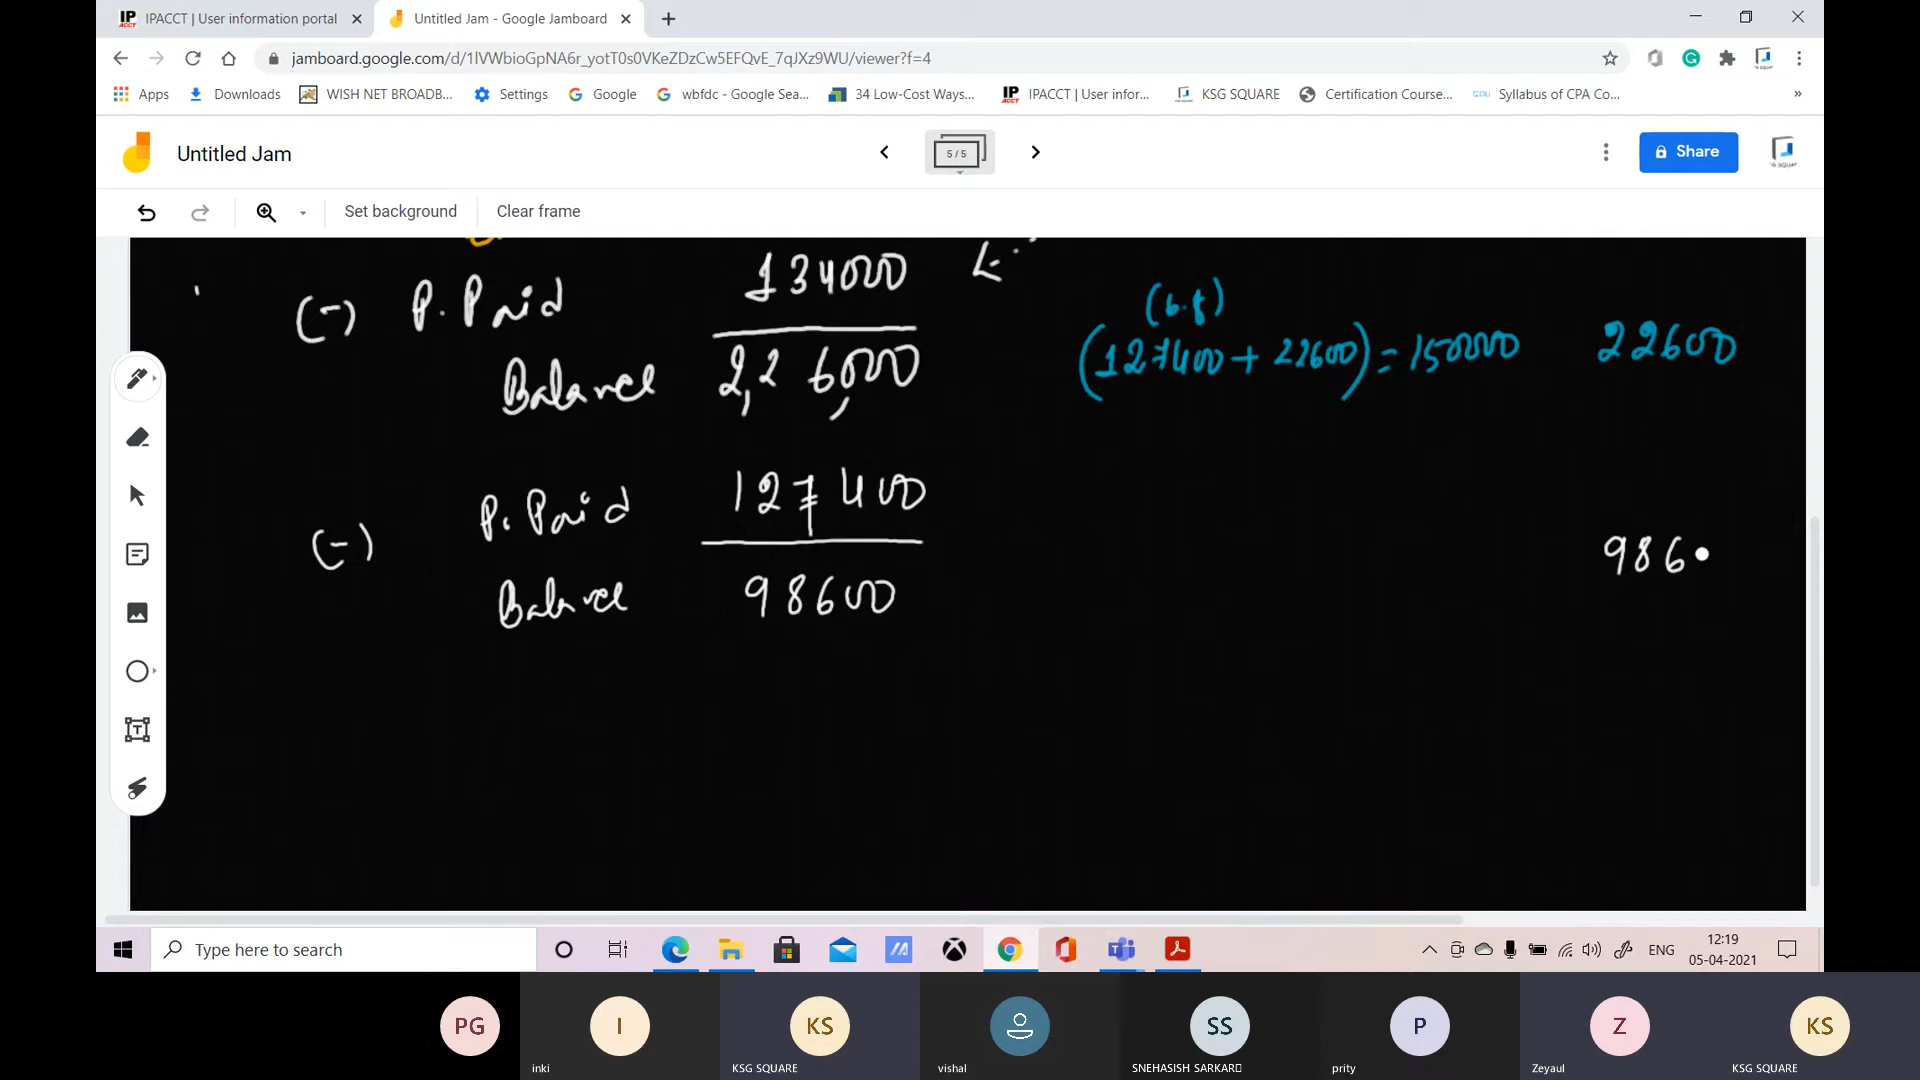 IPACCT | User information portal
Untitled Jam - Google Jamboard
jamboard.google.com/d/1lVWbioGpNA6r_yotT0s0VKeZDzCw5EFQvE_7qJXz9WU/viewer?f=4
Apps Downloads WISH NET BROADB... Settings Google wbfdc - Google Sea... 34 Low-Cost Ways... IPACCT | User infor... KSG SQUARE Certification Course... Syllabus of CPA Co... »
Untitled Jam
5 / 5
Share
Set background Clear frame
(-) P. Paid 134000
(b.f)
Balance 2,26,000 (127400 + 22600) = 150000 22600
(-) P. Paid 127400
986
Balance 98600
Type here to search
ENG
12:19
05-04-2021
PG I KS SS P Z KS
inki KSG SQUARE vishal SNEHASISH SARKAR prity Zeyaul KSG SQUARE